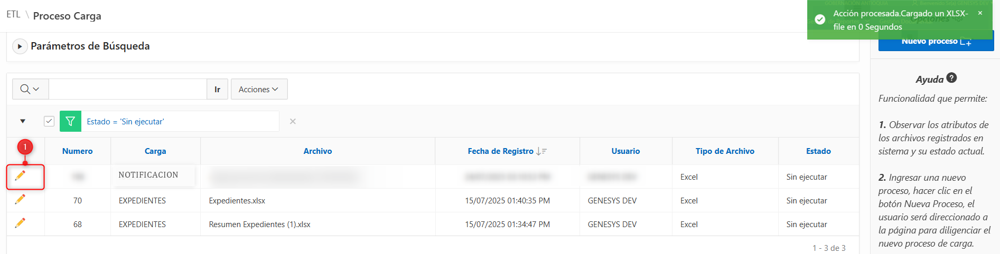 ETL \ Proceso Carga
Acción procesada.Cargado un XLSX-
file en 0 Segundos
×
Nuevo proceso
Parámetros de Búsqueda
Ir
Acciones
Estado = 'Sin ejecutar'
1
Numero Carga Archivo Fecha de Registro Usuario Tipo de Archivo Estado
NOTIFICACION Excel Sin ejecutar
70 EXPEDIENTES Expedientes.xlsx 15/07/2025 01:40:35 PM GENESYS DEV Excel Sin ejecutar
68 EXPEDIENTES Resumen Expedientes (1).xlsx 15/07/2025 01:34:47 PM GENESYS DEV Excel Sin ejecutar
1 - 3 de 3
Ayuda ?
Funcionalidad que permite:
1. Observar los atributos de
los archivos registrados en
sistema y su estado actual.
2. Ingresar una nuevo
proceso, hacer clic en el
botón Nueva Proceso, el
usuario será direccionado a
la página para diligenciar el
nuevo proceso de carga.